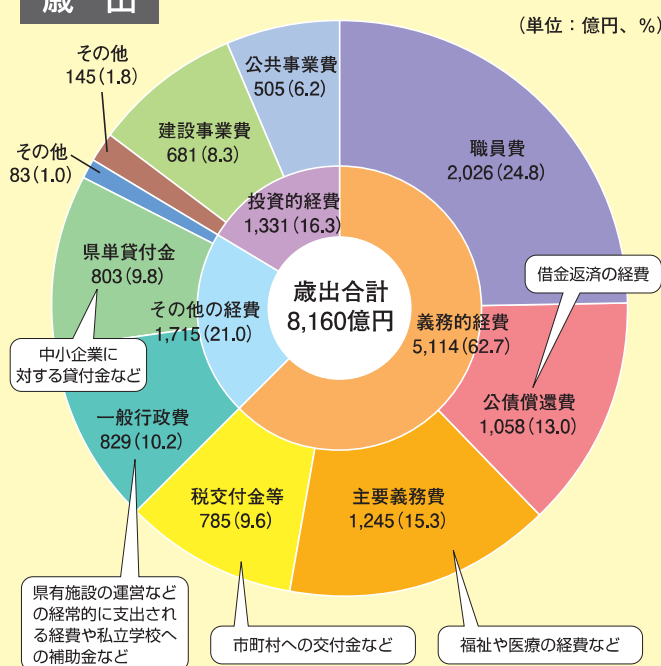 歳 出
(単位：億円、%)
その他
145(1.8)
公共事業費
505(6.2)
建設事業費
681(8.3)
その他
83(1.0)
職員費
2,026(24.8)
投資的経費
1,331(16.3)
県単貸付金
803(9.8)
借金返済の経費
歳出合計
8,160億円
その他の経費
1,715(21.0)
義務的経費
5,114(62.7)
中小企業に
対する貸付金など
公債償還費
1,058(13.0)
一般行政費
829(10.2)
税交付金等
785(9.6)
主要義務費
1,245(15.3)
県有施設の運営など
の経常的に支出され
る経費や私立学校へ
の補助金など
市町村への交付金など
福祉や医療の経費など